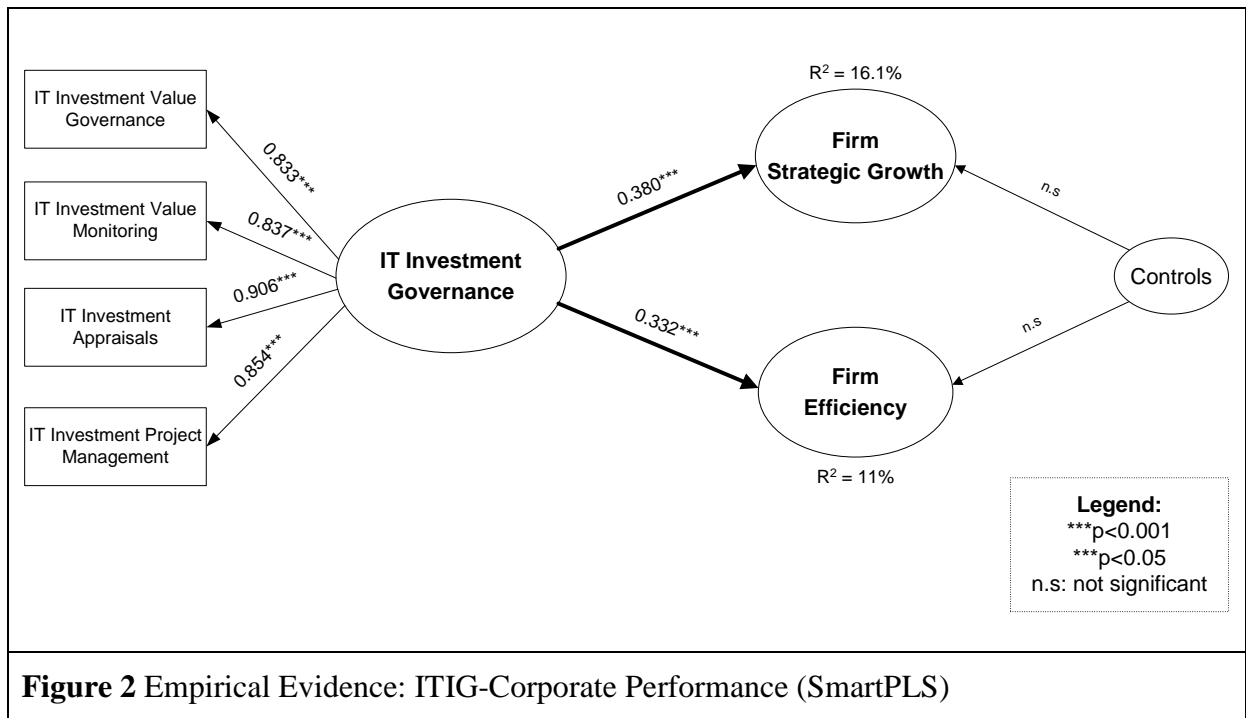 IT Investment Value
Governance
0.833***
IT Investment Value
Monitoring
0.837***
IT Investment
Appraisals
0.906***
IT Investment Project
Management
0.854***
IT Investment
Governance
0.380***
0.332***
R² = 16.1%
Firm
Strategic Growth
Firm
Efficiency
R² = 11%
n.s
n.s
Controls
Legend:
***p<0.001
***p<0.05
n.s: not significant
Figure 2 Empirical Evidence: ITIG-Corporate Performance (SmartPLS)